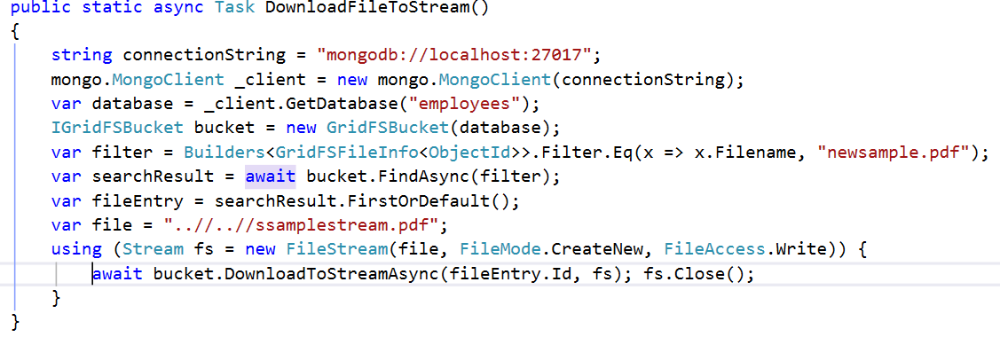 public static async Task DownloadFileToStream()
{
    string connectionString = "mongodb://localhost:27017";
    mongo.MongoClient _client = new mongo.MongoClient(connectionString);
    var database = _client.GetDatabase("employees");
    IGridFSBucket bucket = new GridFSBucket(database);
    var filter = Builders<GridFSFileInfo<ObjectId>>.Filter.Eq(x => x.Filename, "newsample.pdf");
    var searchResult = await bucket.FindAsync(filter);
    var fileEntry = searchResult.FirstOrDefault();
    var file = "..//..//ssamplestream.pdf";
    using (Stream fs = new FileStream(file, FileMode.CreateNew, FileAccess.Write)) {
        await bucket.DownloadToStreamAsync(fileEntry.Id, fs); fs.Close();
    }
}